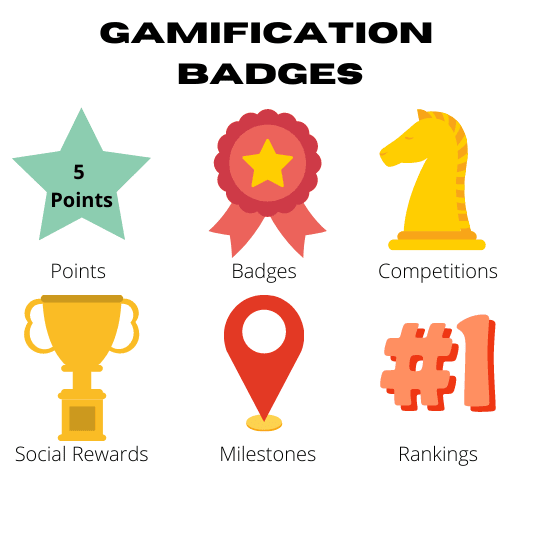 GAMIFICATION
BADGES
5
Points
Points
Badges
Competitions
#1
Social Rewards
Milestones
Rankings